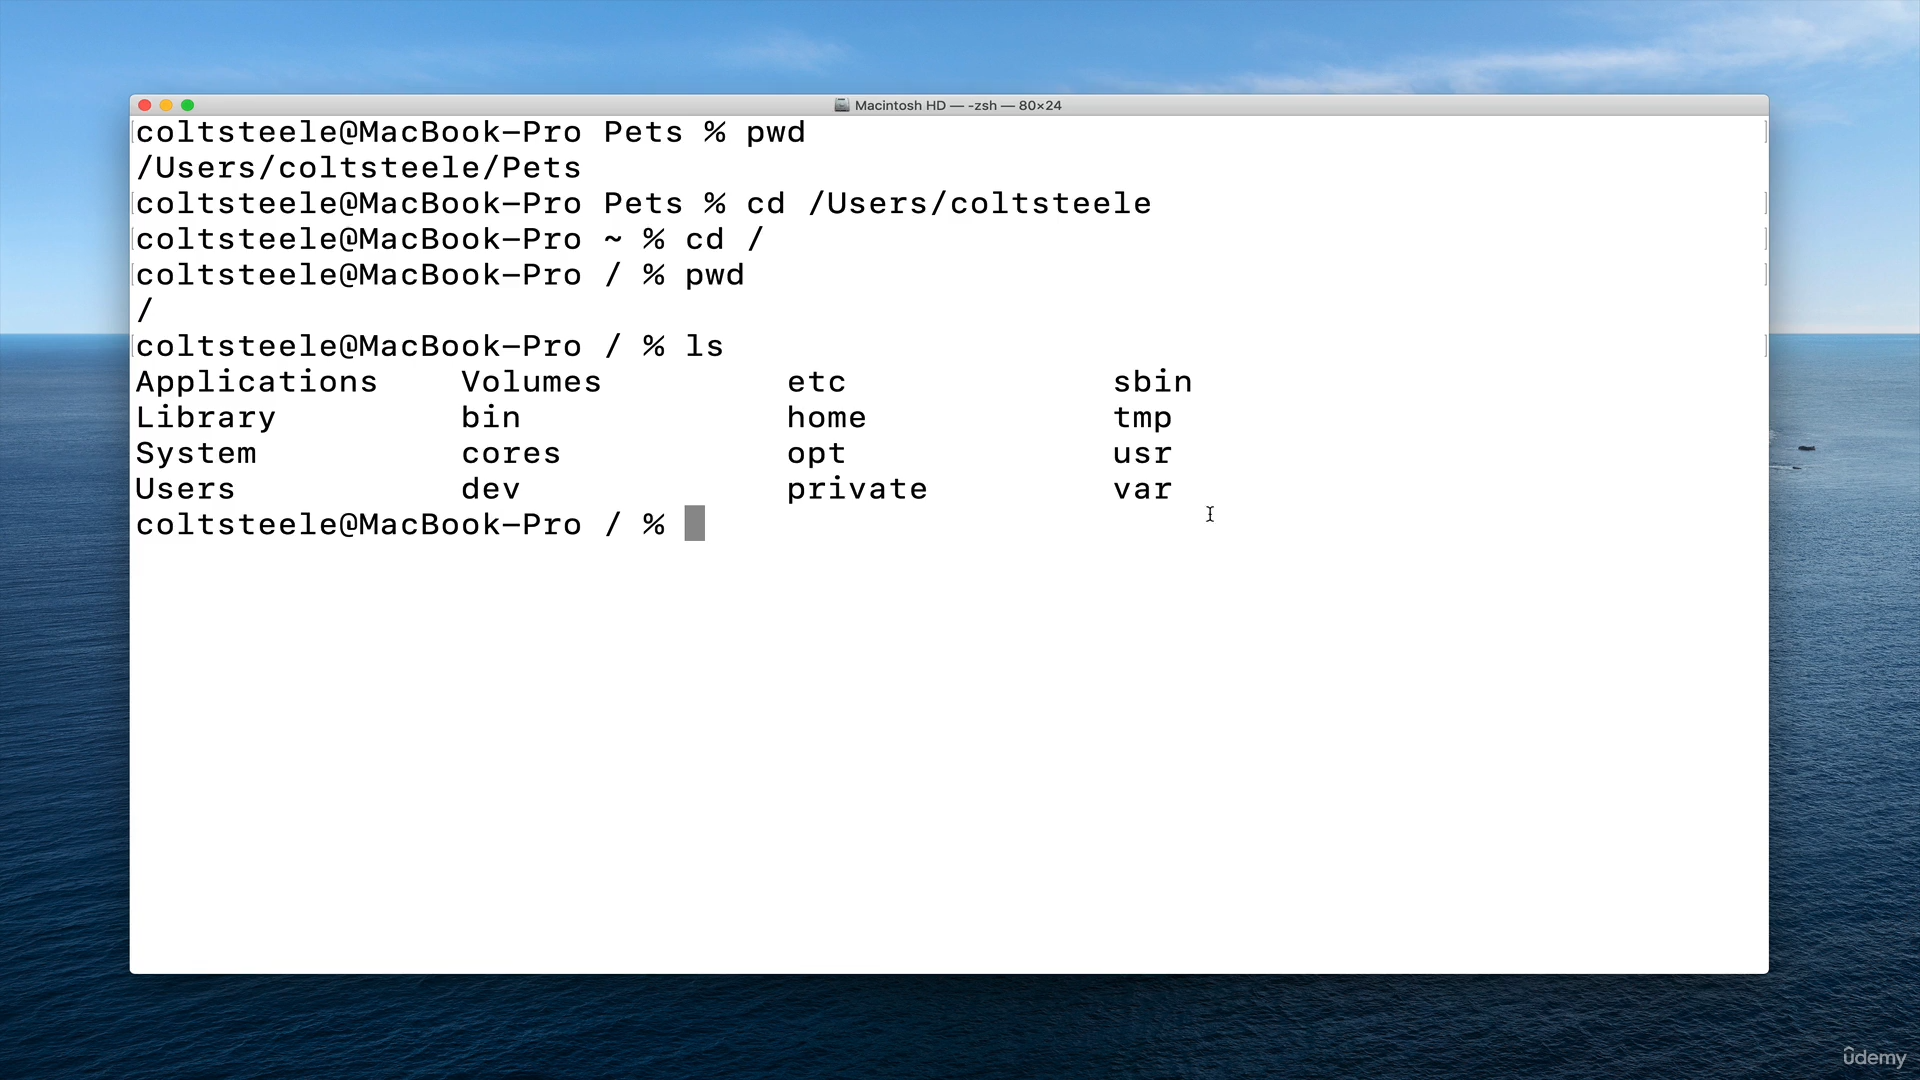 Macintosh HD — -zsh — 80×24
coltsteele@MacBook-Pro Pets % pwd
/Users/coltsteele/Pets
coltsteele@MacBook-Pro Pets % cd /Users/coltsteele
coltsteele@MacBook-Pro ~ % cd /
coltsteele@MacBook-Pro / % pwd
/
coltsteele@MacBook-Pro / % ls
Applications Volumes etc sbin
Library bin home tmp
System cores opt usr
Users dev private var
coltsteele@MacBook-Pro / %
ûdemy